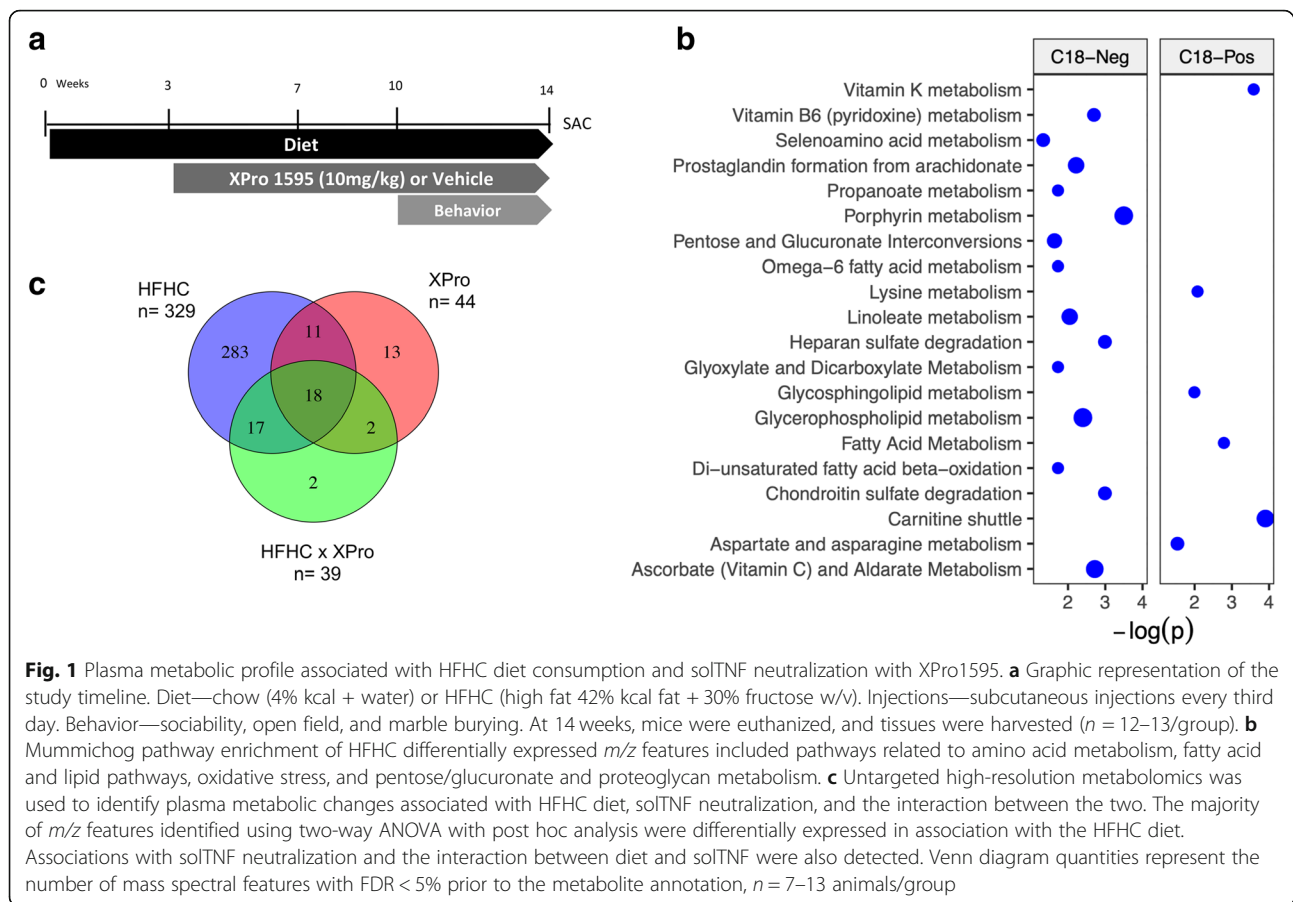 a
0 Weeks 3 7 10 14
SAC
Diet
XPro 1595 (10mg/kg) or Vehicle
Behavior
b
C18−Neg C18−Pos
Vitamin K metabolism
Vitamin B6 (pyridoxine) metabolism
Selenoamino acid metabolism
Prostaglandin formation from arachidonate
Propanoate metabolism
Porphyrin metabolism
Pentose and Glucuronate Interconversions
Omega−6 fatty acid metabolism
Lysine metabolism
Linoleate metabolism
Heparan sulfate degradation
Glyoxylate and Dicarboxylate Metabolism
Glycosphingolipid metabolism
Glycerophospholipid metabolism
Fatty Acid Metabolism
Di−unsaturated fatty acid beta−oxidation
Chondroitin sulfate degradation
Carnitine shuttle
Aspartate and asparagine metabolism
Ascorbate (Vitamin C) and Aldarate Metabolism
2 3 4 2 3 4
−log(p)
c
HFHC
n= 329
XPro
n= 44
11
283
13
18
17
2
2
HFHC x XPro
n= 39
Fig. 1 Plasma metabolic profile associated with HFHC diet consumption and solTNF neutralization with XPro1595. a Graphic representation of the
study timeline. Diet—chow (4% kcal + water) or HFHC (high fat 42% kcal fat + 30% fructose w/v). Injections—subcutaneous injections every third
day. Behavior—sociability, open field, and marble burying. At 14 weeks, mice were euthanized, and tissues were harvested (n = 12–13/group). b
Mummichog pathway enrichment of HFHC differentially expressed m/z features included pathways related to amino acid metabolism, fatty acid
and lipid pathways, oxidative stress, and pentose/glucuronate and proteoglycan metabolism. c Untargeted high-resolution metabolomics was
used to identify plasma metabolic changes associated with HFHC diet, solTNF neutralization, and the interaction between the two. The majority
of m/z features identified using two-way ANOVA with post hoc analysis were differentially expressed in association with the HFHC diet.
Associations with solTNF neutralization and the interaction between diet and solTNF were also detected. Venn diagram quantities represent the
number of mass spectral features with FDR < 5% prior to the metabolite annotation, n = 7–13 animals/group